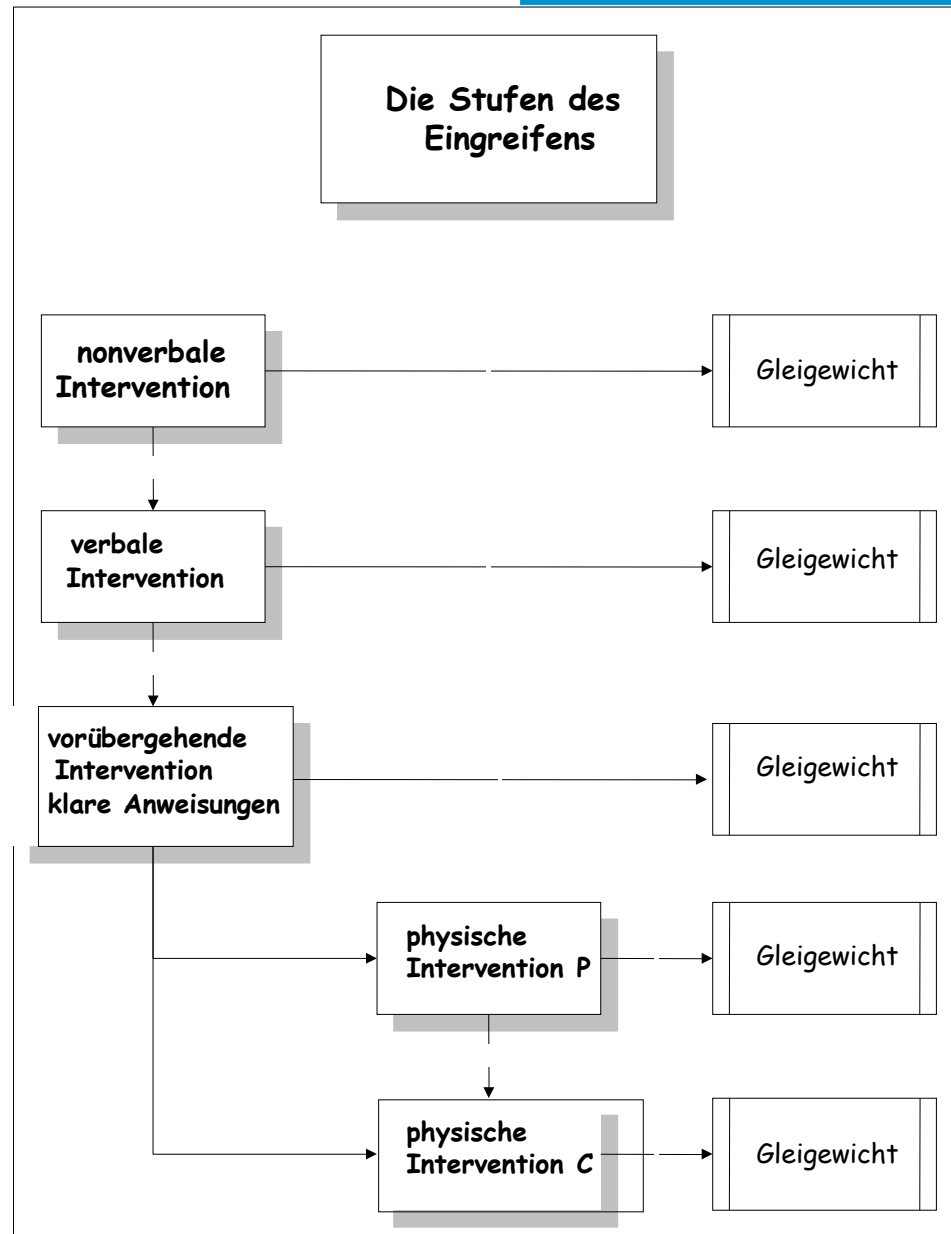 Die Stufen des
Eingreifens
nonverbale
Intervention
Gleigewicht
verbale
Intervention
Gleigewicht
vorübergehende
Intervention
klare Anweisungen
Gleigewicht
physische
Intervention P
Gleigewicht
physische
Intervention C
Gleigewicht